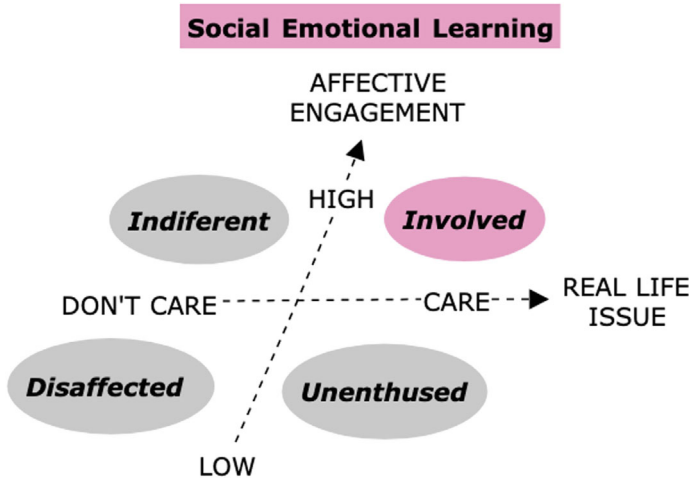 Social Emotional Learning
AFFECTIVE
ENGAGEMENT
HIGH
Indiferent
Involved
DON'T CARE
CARE
REAL LIFE
ISSUE
Disaffected
Unenthused
LOW